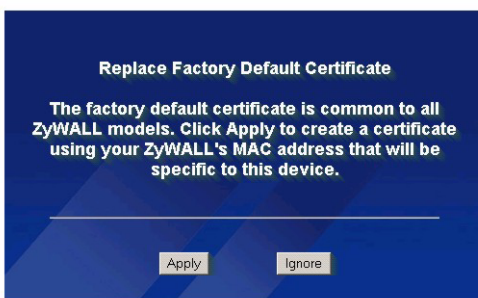 Replace Factory Default Certificate
The factory default certificate is common to all
ZyWALL models. Click Apply to create a certificate
using your ZyWALL's MAC address that will be
specific to this device.
Apply Ignore